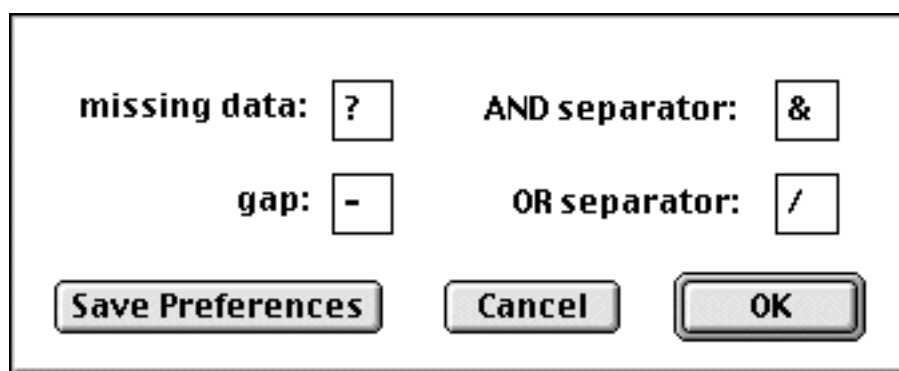 missing data: ? AND separator: &
gap: - OR separator: /
Save Preferences Cancel OK